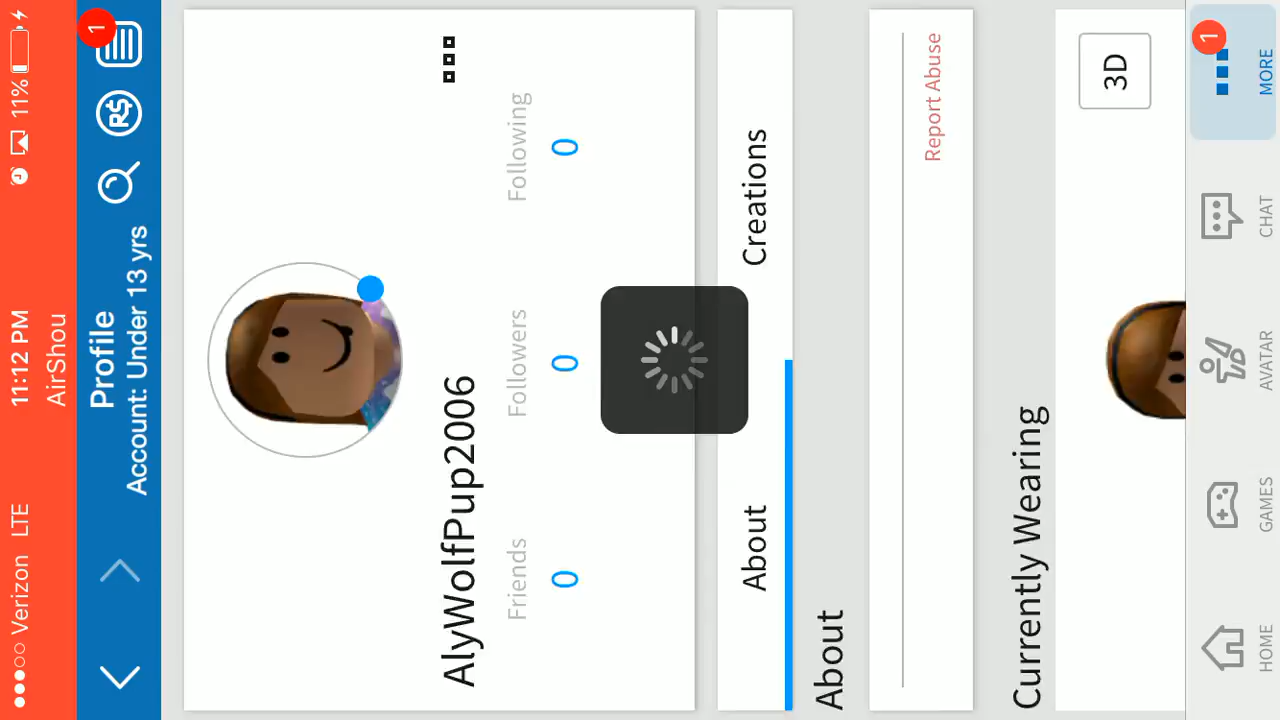 Verizon LTE 11:12 PM 11%
AirShou
Profile
Account: Under 13 yrs
R$
1
AlyWolfPup2006
Friends Followers Following
0 0 0
About Creations
About
Report Abuse
Currently Wearing
3D
1
HOME GAMES AVATAR CHAT MORE